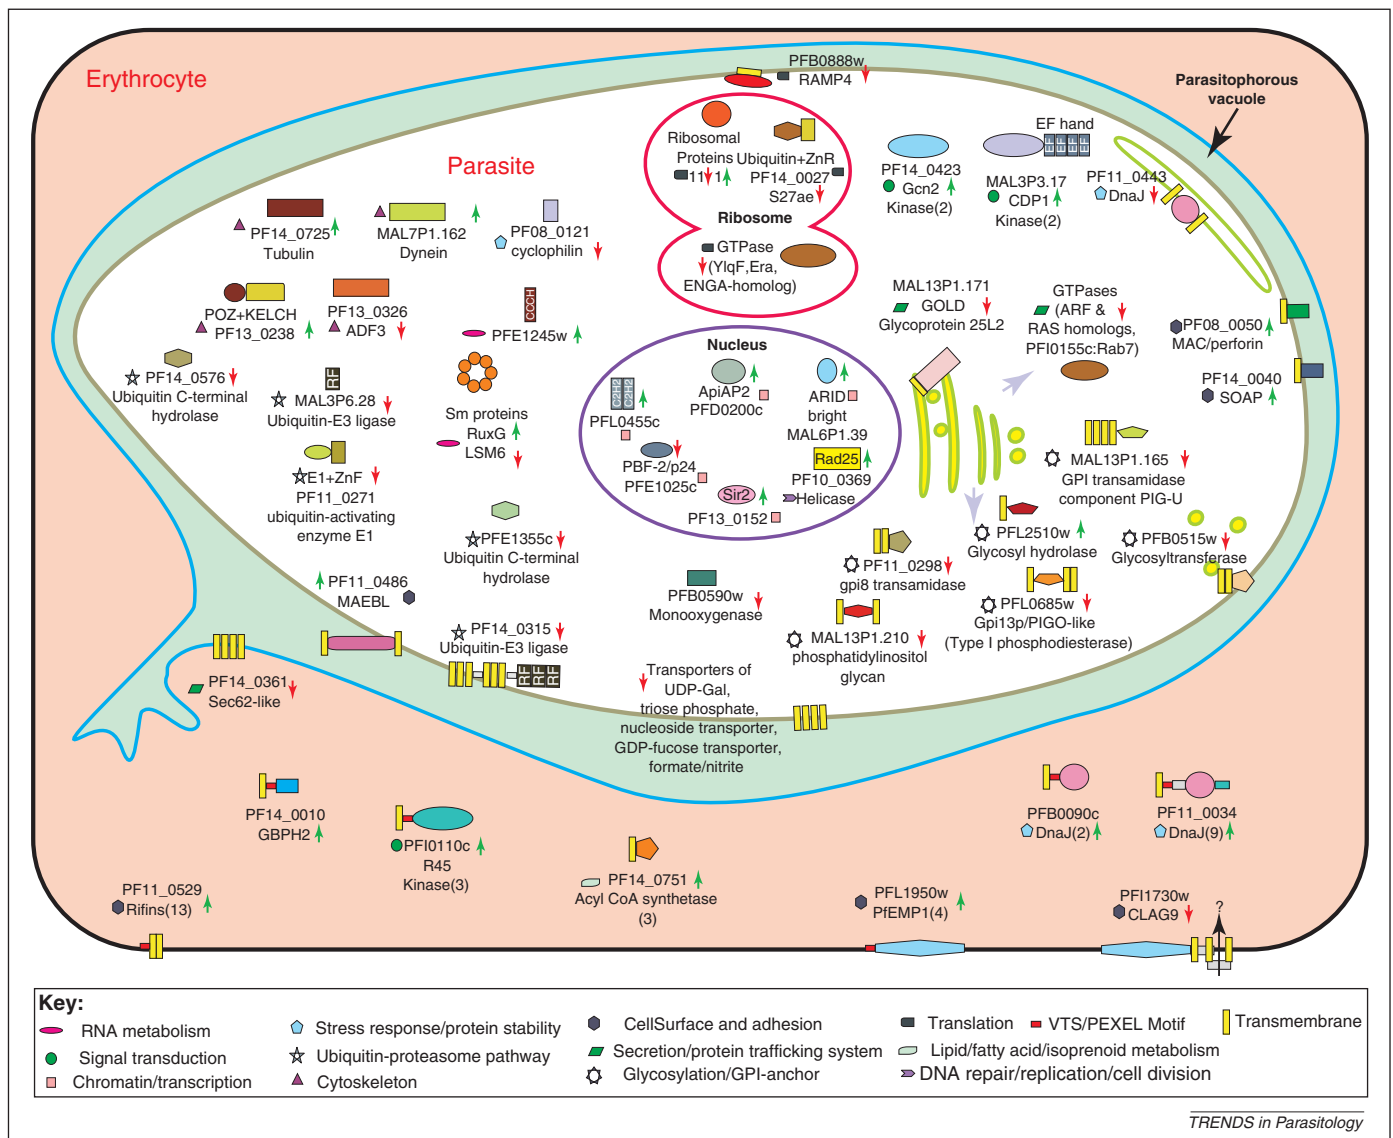 Erythrocyte
PFB0888w
RAMP4
Parasitophorous
vacuole
Parasite
Ribosomal
Proteins
11 1
Ubiquitin+ZnR
PF14_0027
S27ae
Ribosome
GTPase
(YlqF,Era,
ENGA-homolog)
PF14_0423
Gcn2
Kinase(2)
EF hand
EF EF EF EF
MAL3P3.17
CDP1
Kinase(2)
PF11_0443
DnaJ
PF14_0725
Tubulin
MAL7P1.162
Dynein
PF08_0121
cyclophilin
POZ+KELCH
PF13_0238
PF13_0326
ADF3
CCCH
PFE1245w
PF14_0576
Ubiquitin C-terminal
hydrolase
RF
MAL3P6.28
Ubiquitin-E3 ligase
Sm proteins
RuxG
LSM6
E1+ZnF
PF11_0271
ubiquitin-activating
enzyme E1
PFE1355c
Ubiquitin C-terminal
hydrolase
Nucleus
C2H2
C2H2
PFL0455c
ApiAP2
PFD0200c
ARID
bright
MAL6P1.39
PBF-2/p24
PFE1025c
Rad25
PF10_0369
Helicase
Sir2
PF13_0152
MAL13P1.171
GOLD
Glycoprotein 25L2
GTPases
(ARF &
RAS homologs,
PFI0155c:Rab7)
PF08_0050
MAC/perforin
PF14_0040
SOAP
MAL13P1.165
GPI transamidase
component PIG-U
PFL2510w
Glycosyl hydrolase
PFB0515w
Glycosyltransferase
PF11_0298
gpi8 transamidase
PFL0685w
Gpi13p/PIGO-like
(Type I phosphodiesterase)
MAL13P1.210
phosphatidylinositol
glycan
PFB0590w
Monooxygenase
PF11_0486
MAEBL
PF14_0315
Ubiquitin-E3 ligase
RF RF RF
PF14_0361
Sec62-like
Transporters of
UDP-Gal,
triose phosphate,
nucleoside transporter,
GDP-fucose transporter,
formate/nitrite
PF14_0010
GBPH2
PFI0110c
R45
Kinase(3)
PF14_0751
Acyl CoA synthetase
(3)
PFB0090c
DnaJ(2)
PF11_0034
DnaJ(9)
PF11_0529
Rifins(13)
PFL1950w
PfEMP1(4)
PFI1730w
CLAG9
?
Key:
RNA metabolism
Signal transduction
Chromatin/transcription
Stress response/protein stability
Ubiquitin-proteasome pathway
Cytoskeleton
CellSurface and adhesion
Secretion/protein trafficking system
Glycosylation/GPI-anchor
Translation
VTS/PEXEL Motif
Transmembrane
Lipid/fatty acid/isoprenoid metabolism
DNA repair/replication/cell division
TRENDS in Parasitology